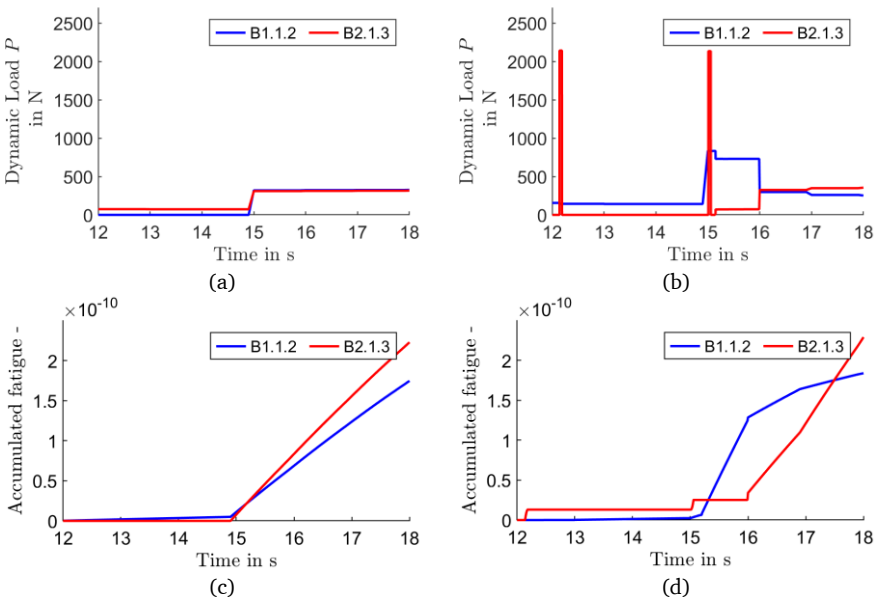 2500
2000
1500
1000
500
0
Dynamic Load P
in N
B1.1.2 B2.1.3
12 13 14 15 16 17 18
Time in s
(a)
2500
2000
1500
1000
500
0
Dynamic Load P
in N
B1.1.2 B2.1.3
12 13 14 15 16 17 18
Time in s
(b)
×10⁻¹⁰
2
1.5
1
0.5
0
Accumulated fatigue -
B1.1.2 B2.1.3
12 13 14 15 16 17 18
Time in s
(c)
×10⁻¹⁰
2
1.5
1
0.5
0
Accumulated fatigue -
B1.1.2 B2.1.3
12 13 14 15 16 17 18
Time in s
(d)